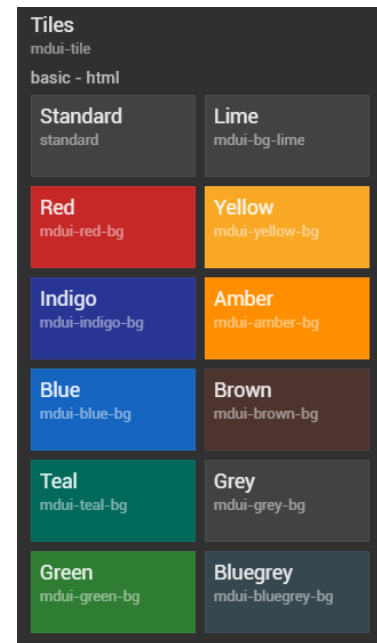 Tiles
mdui-tile
basic - html
Standard
standard
Lime
mdui-bg-lime
Red
mdui-red-bg
Yellow
mdui-yellow-bg
Indigo
mdui-indigo-bg
Amber
mdui-amber-bg
Blue
mdui-blue-bg
Brown
mdui-brown-bg
Teal
mdui-teal-bg
Grey
mdui-grey-bg
Green
mdui-green-bg
Bluegrey
mdui-bluegrey-bg